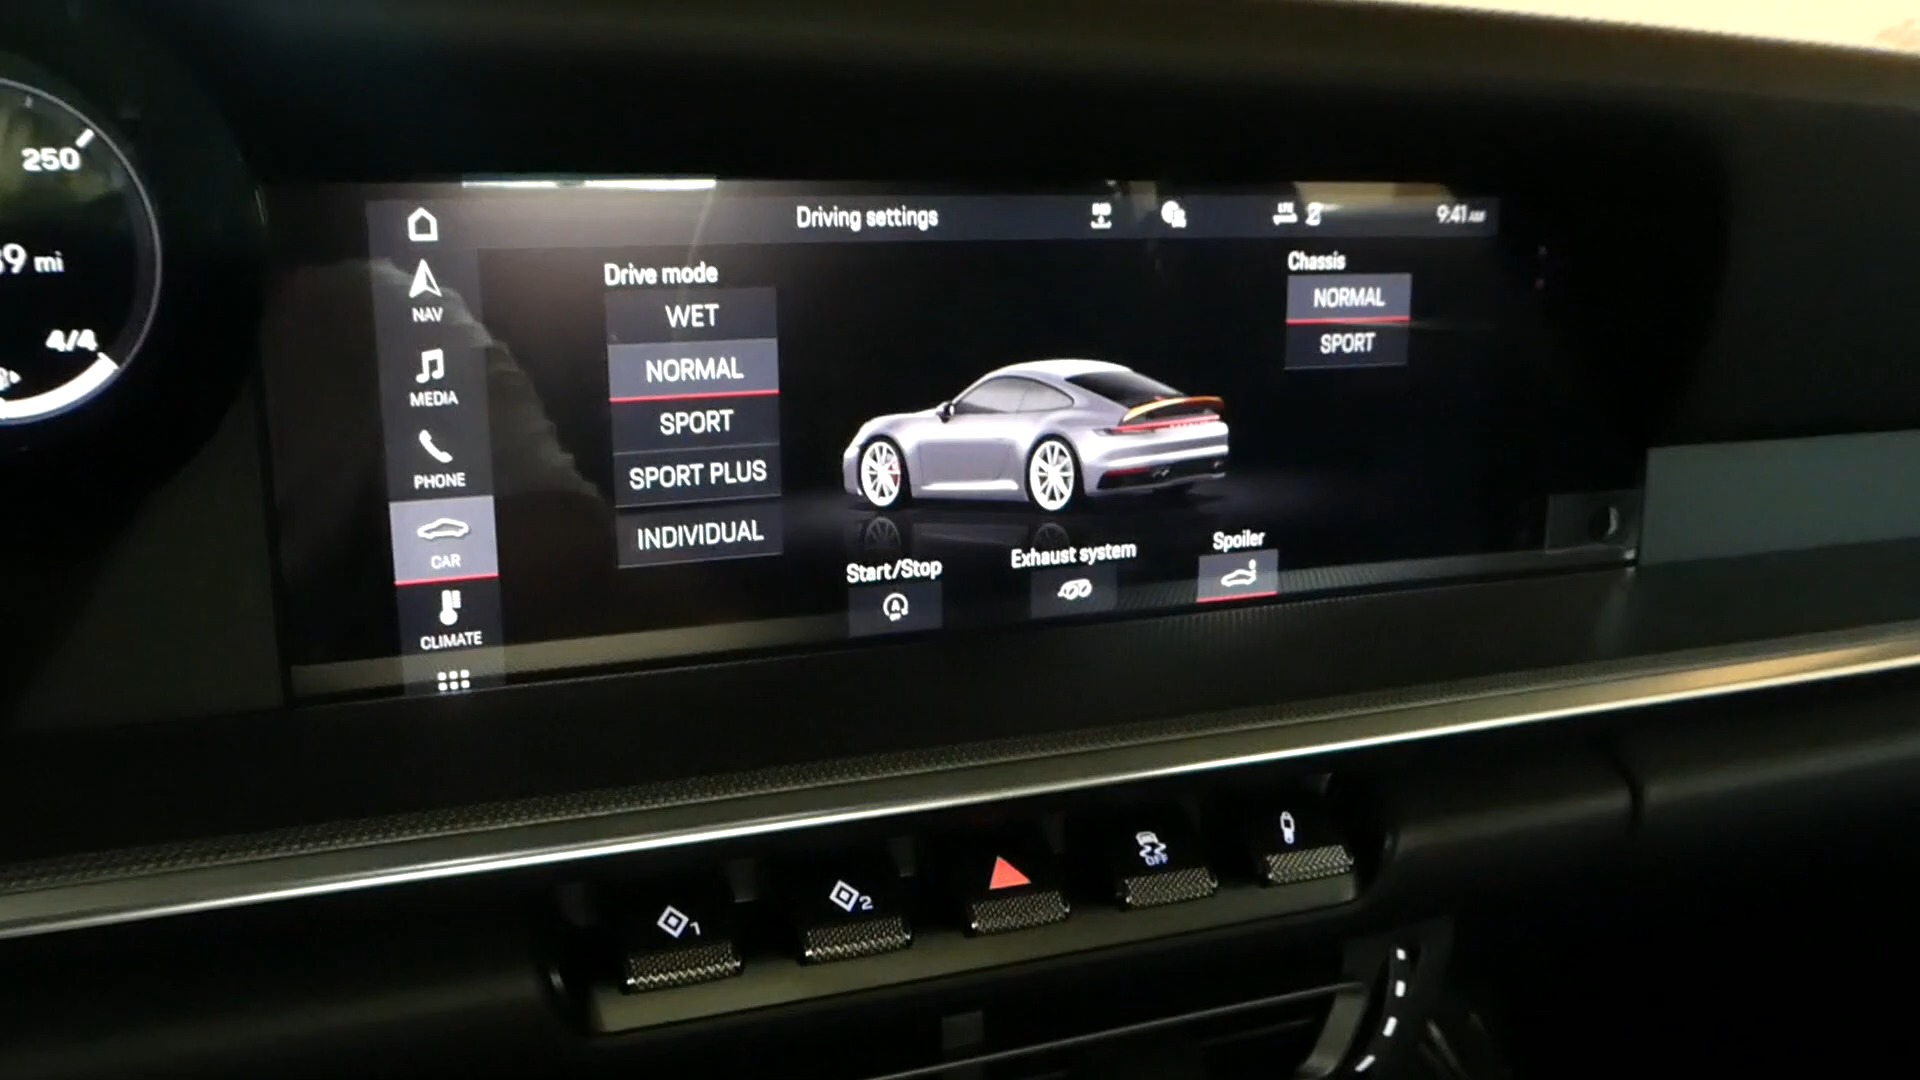 250
9 mi
4/4
Driving settings
9:41 AM
NAV
MEDIA
PHONE
CAR
CLIMATE
Drive mode
WET
NORMAL
SPORT
SPORT PLUS
INDIVIDUAL
Chassis
NORMAL
SPORT
Start/Stop
Exhaust system
Spoiler
1
2
OFF